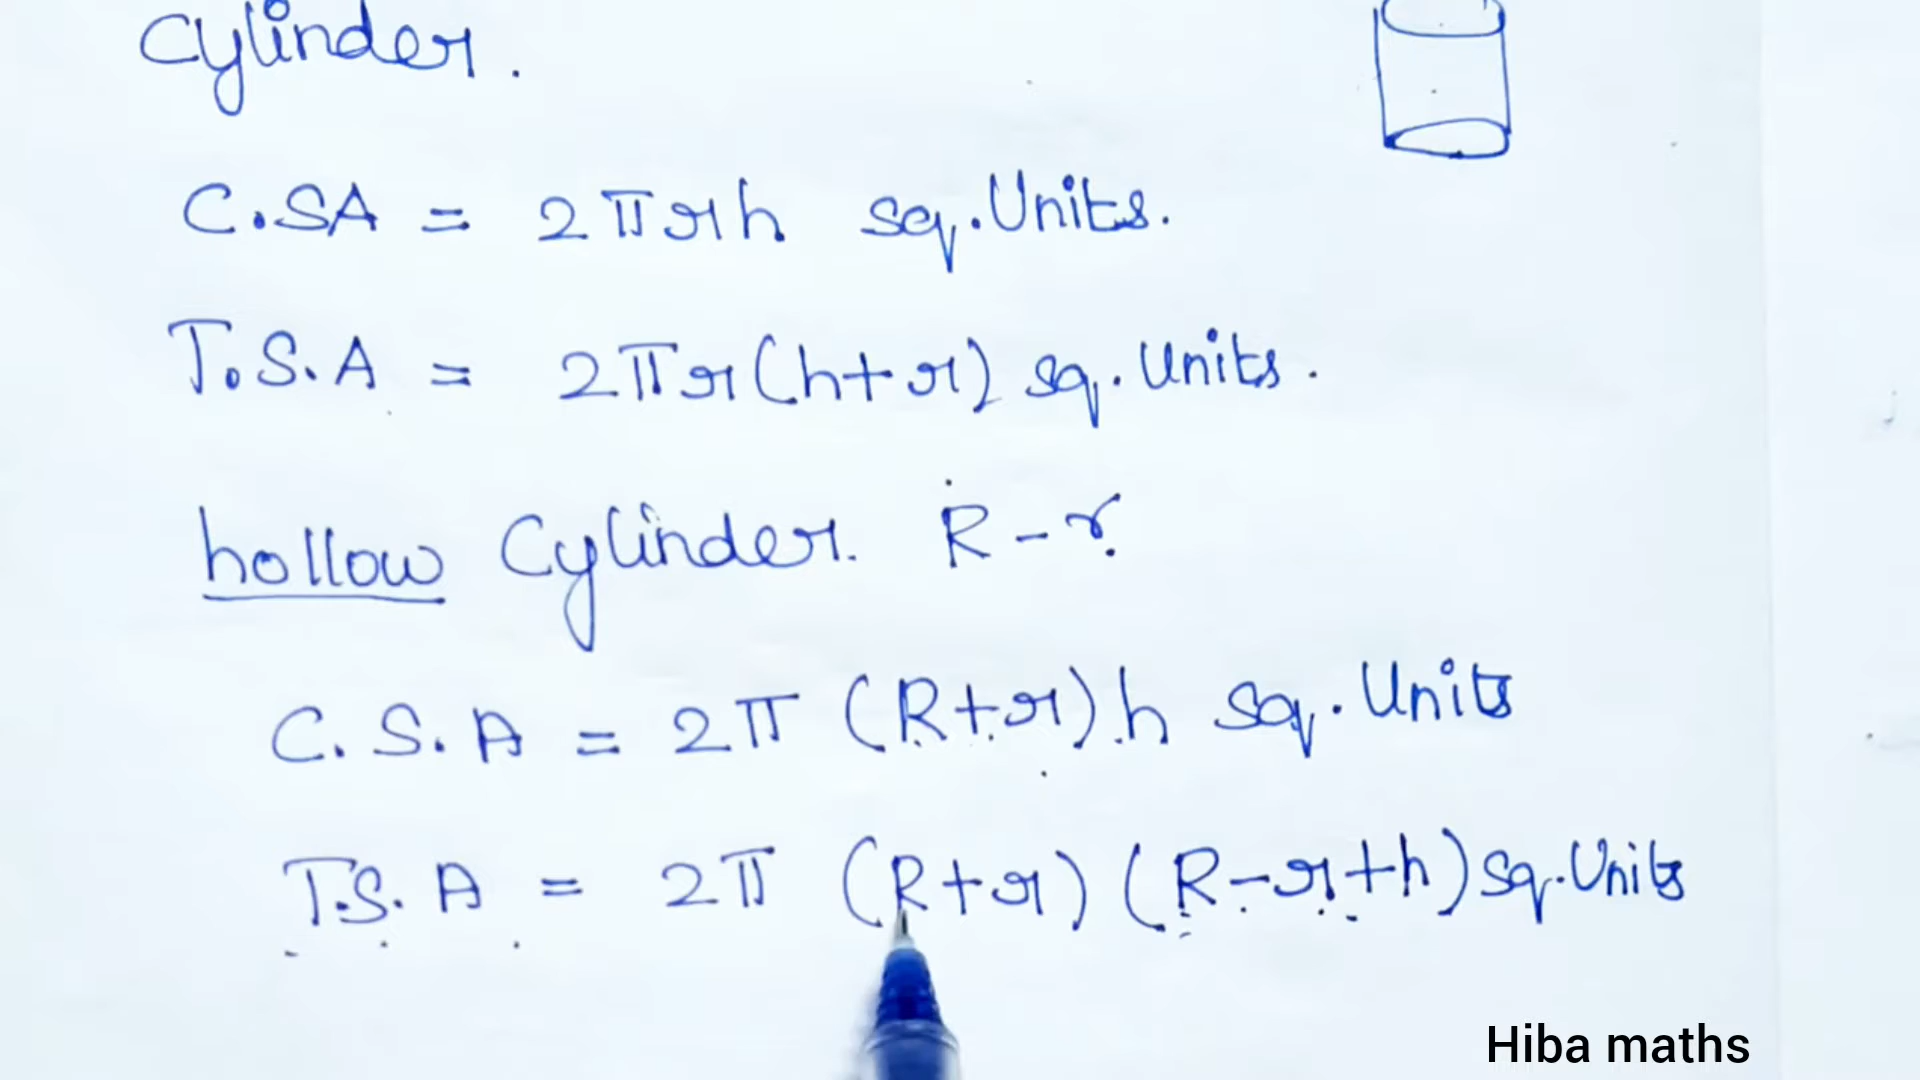 Cylinder.
C.SA = 2πrh sq.Units.
T.S.A = 2πr(h+r) sq.Units.
hollow Cylinder. R-r
C.S.A = 2π (R+r)h sq.Units
T.S.A = 2π (R+r) (R-r+h) sq.Units
Hiba maths